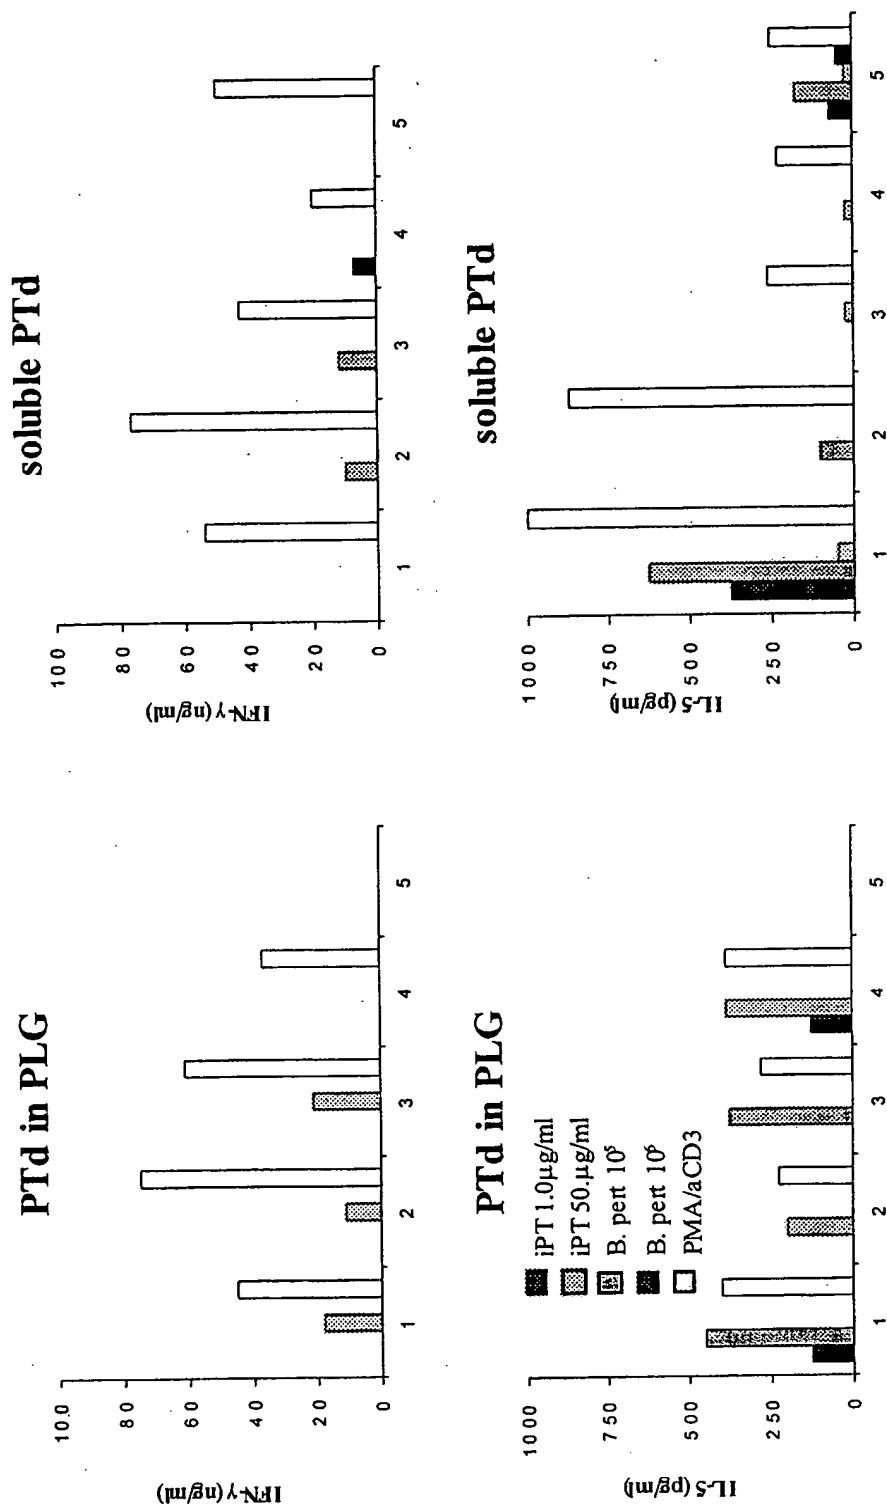 PTd in PLG
IFN-γ (ng/ml)
10.0
80
60
40
20
0
1 2 3 4 5
soluble PTd
IFN-γ (ng/ml)
100
80
60
40
20
0
1 2 3 4 5
PTd in PLG
IL-5 (pg/ml)
1000
750
500
250
0
iPT 1.0µg/ml
iPT 50.µg/ml
B. pert 10⁵
B. pert 10⁶
PMA/aCD3
1 2 3 4 5
soluble PTd
IL-5 (pg/ml)
1000
750
500
250
0
1 2 3 4 5